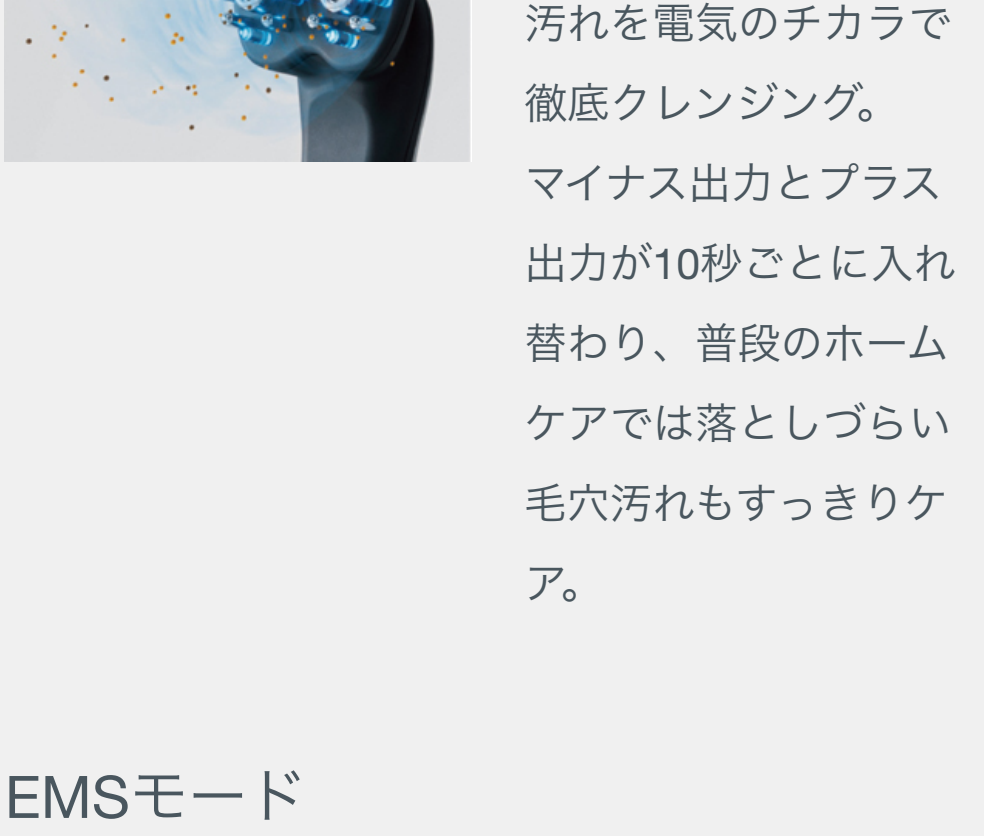 汚れを電気のチカラで
徹底クレンジング。
マイナス出力とプラス
出力が10秒ごとに入れ
替わり、普段のホーム
ケアでは落としづらい
毛穴汚れもすっきりケ
ア。
EMSモード